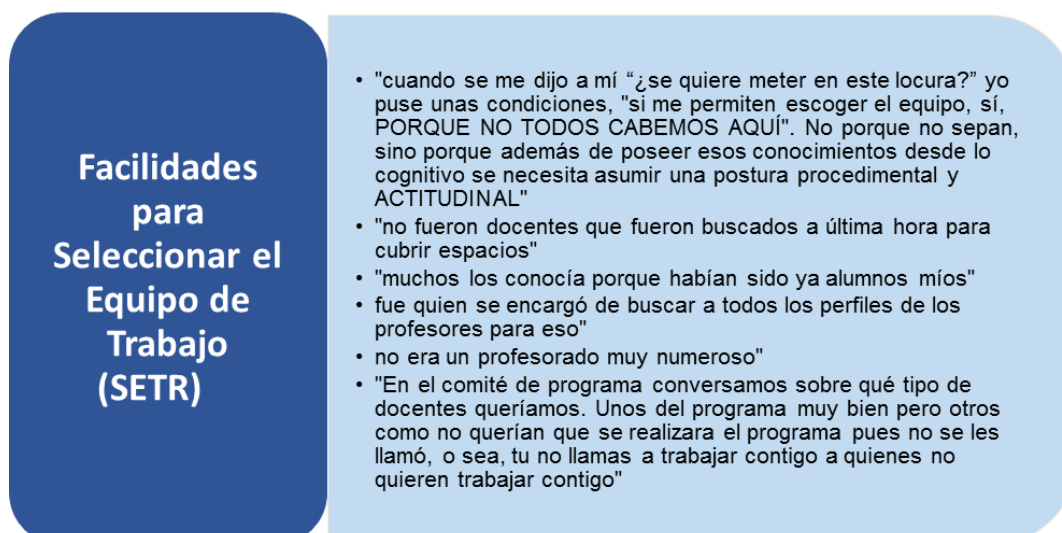 Facilidades
para
Seleccionar el
Equipo de
Trabajo
(SETR)
• "cuando se me dijo a mí “¿se quiere meter en este locura?” yo
puse unas condiciones, "si me permiten escoger el equipo, sí,
PORQUE NO TODOS CABEMOS AQUÍ". No porque no sepan,
sino porque además de poseer esos conocimientos desde lo
cognitivo se necesita asumir una postura procedimental y
ACTITUDINAL"
• "no fueron docentes que fueron buscados a última hora para
cubrir espacios"
• "muchos los conocía porque habían sido ya alumnos míos"
• fue quien se encargó de buscar a todos los perfiles de los
profesores para eso"
• no era un profesorado muy numeroso"
• "En el comité de programa conversamos sobre qué tipo de
docentes queríamos. Unos del programa muy bien pero otros
como no querían que se realizara el programa pues no se les
llamó, o sea, tu no llamas a trabajar contigo a quienes no
quieren trabajar contigo"